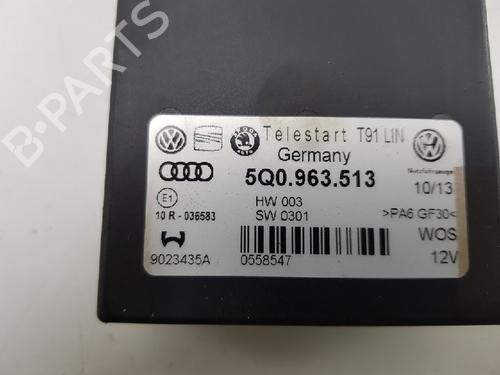 B-PARTS
Telestart T91 LIN
Germany
Nutzfahrzeuge
5Q0.963.513
10/13
E1
HW 003
10 R - 036583
SW 0301
>PA6 GF30<
WOS
9023435A
0558547
12V